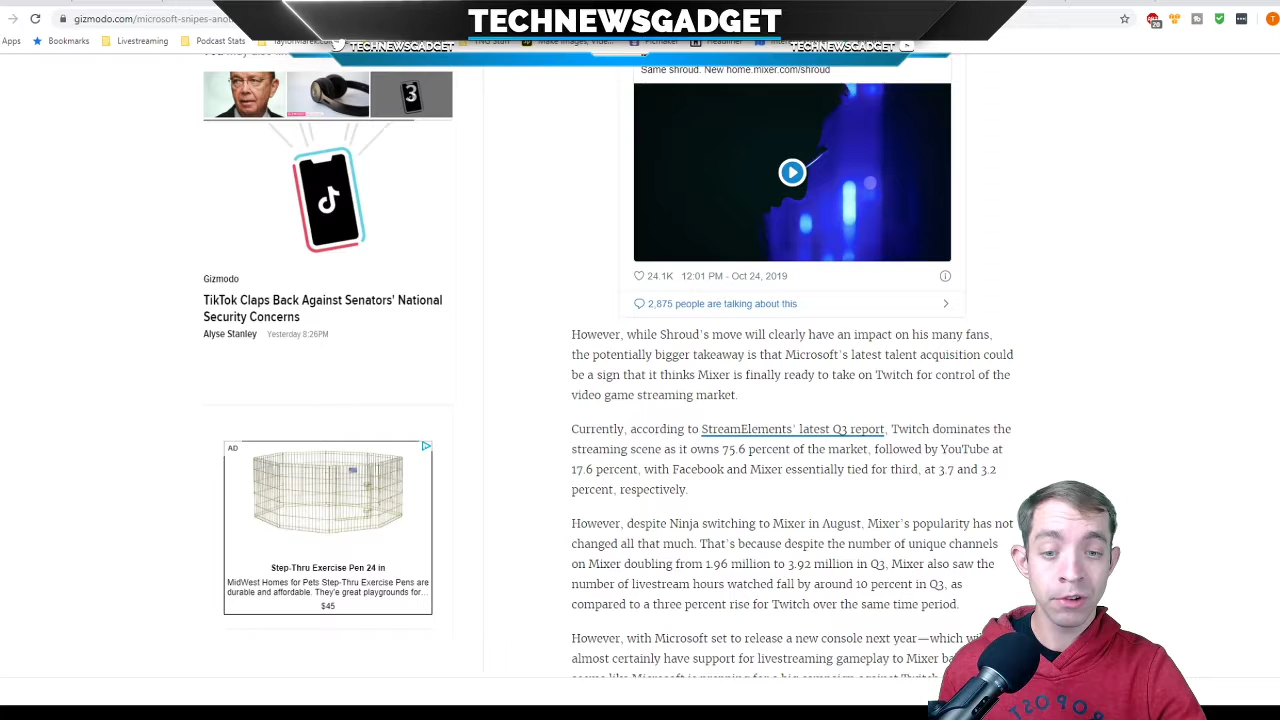 TECHNEWSGADGET
gizmodo.com/microsoft-snipes-ano
20
T
Apps
Bookmarks
Livestreaming
Podcast Stats
TECHNEWSGADGET
TECHNEWSGADGET
3
Gizmodo
TikTok Claps Back Against Senators' National
Security Concerns
Alyse Stanley Yesterday 8:26PM
AD
Step-Thru Exercise Pen 24 in
MidWest Homes for Pets Step-Thru Exercise Pens are
durable and affordable. They'e great playgrounds for…
$45
Same shroud. New home.mixer.com/shroud
24.1K 12:01 PM - Oct 24, 2019
2,875 people are talking about this
However, while Shroud's move will clearly have an impact on his many fans,
the potentially bigger takeaway is that Microsoft's latest talent acquisition could
be a sign that it thinks Mixer is finally ready to take on Twitch for control of the
video game streaming market.
Currently, according to StreamElements' latest Q3 report, Twitch dominates the
streaming scene as it owns 75.6 percent of the market, followed by YouTube at
17.6 percent, with Facebook and Mixer essentially tied for third, at 3.7 and 3.2
percent, respectively.
However, despite Ninja switching to Mixer in August, Mixer's popularity has not
changed all that much. That's because despite the number of unique channels
on Mixer doubling from 1.96 million to 3.92 million in Q3, Mixer also saw the
number of livestream hours watched fall by around 10 percent in Q3, as
compared to a three percent rise for Twitch over the same time period.
However, with Microsoft set to release a new console next year—which wi
almost certainly have support for livestreaming gameplay to Mixer ba